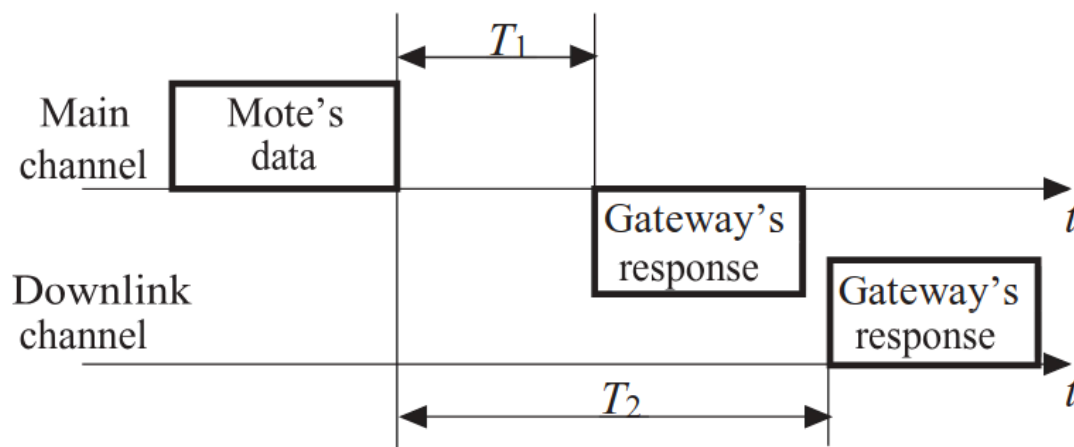 T1
Main
channel
Mote's
data
t
Gateway's
response
Downlink
channel
Gateway's
response
t
T2